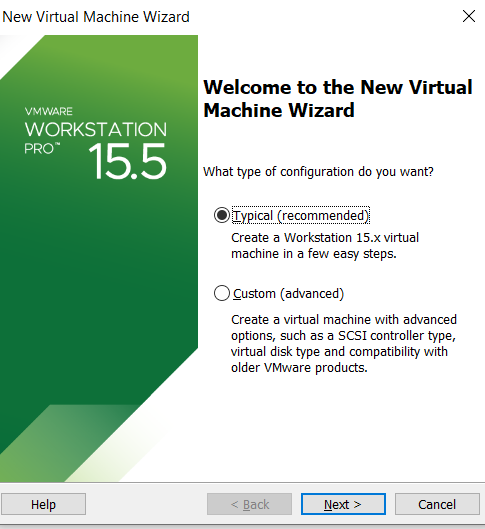 New Virtual Machine Wizard
VMWARE
WORKSTATION
PRO™ 15.5
Welcome to the New Virtual
Machine Wizard
What type of configuration do you want?
Typical (recommended)
Create a Workstation 15.x virtual
machine in a few easy steps.
Custom (advanced)
Create a virtual machine with advanced
options, such as a SCSI controller type,
virtual disk type and compatibility with
older VMware products.
Help
< Back
Next >
Cancel